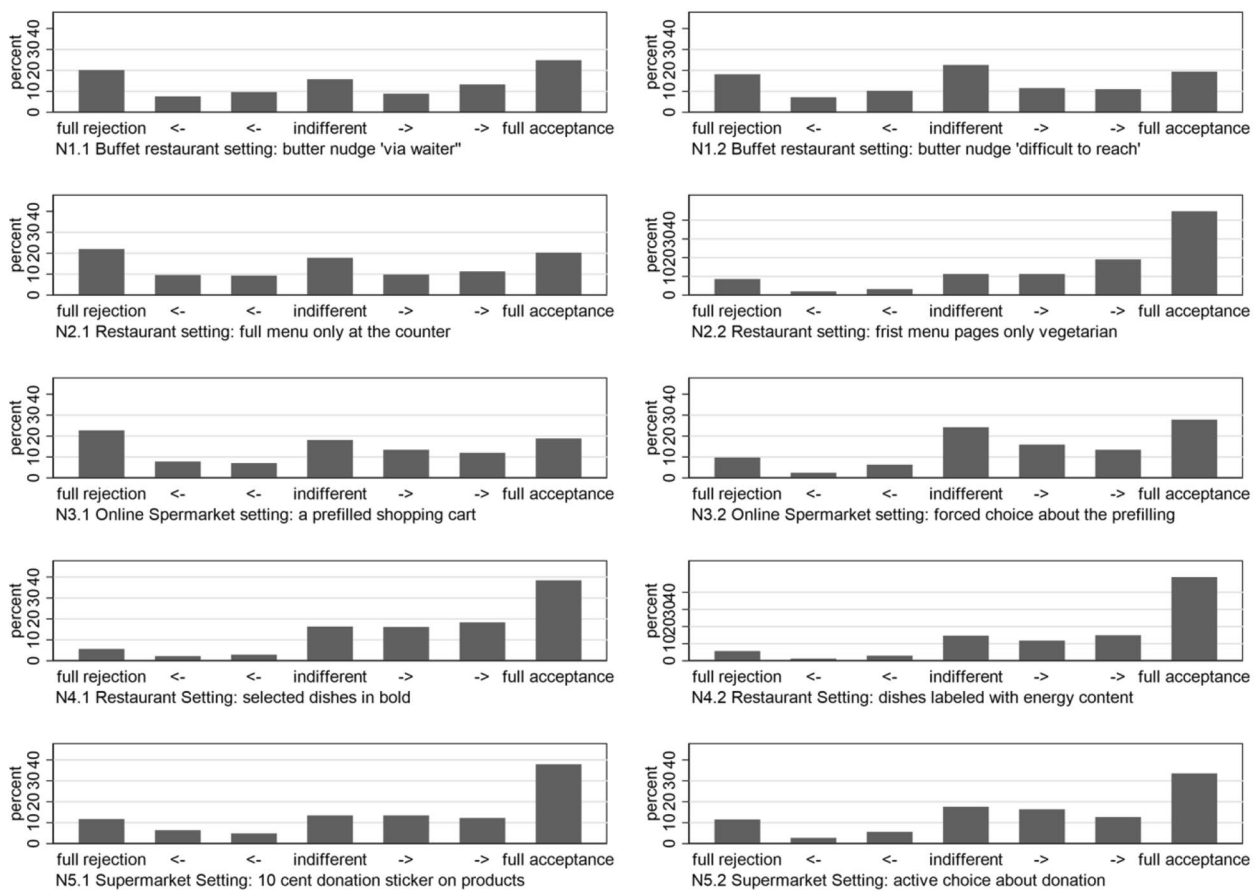 percent
0 10 20 30 40
full rejection <- <- indifferent -> -> full acceptance
N1.1 Buffet restaurant setting: butter nudge 'via waiter"
percent
0 10 20 30 40
full rejection <- <- indifferent -> -> full acceptance
N1.2 Buffet restaurant setting: butter nudge 'difficult to reach'
percent
0 10 20 30 40
full rejection <- <- indifferent -> -> full acceptance
N2.1 Restaurant setting: full menu only at the counter
percent
0 10 20 30 40
full rejection <- <- indifferent -> -> full acceptance
N2.2 Restaurant setting: frist menu pages only vegetarian
percent
0 10 20 30 40
full rejection <- <- indifferent -> -> full acceptance
N3.1 Online Spermarket setting: a prefilled shopping cart
percent
0 10 20 30 40
full rejection <- <- indifferent -> -> full acceptance
N3.2 Online Spermarket setting: forced choice about the prefilling
percent
0 10 20 30 40
full rejection <- <- indifferent -> -> full acceptance
N4.1 Restaurant Setting: selected dishes in bold
percent
0 10 20 30 40
full rejection <- <- indifferent -> -> full acceptance
N4.2 Restaurant Setting: dishes labeled with energy content
percent
0 10 20 30 40
full rejection <- <- indifferent -> -> full acceptance
N5.1 Supermarket Setting: 10 cent donation sticker on products
percent
0 10 20 30 40
full rejection <- <- indifferent -> -> full acceptance
N5.2 Supermarket Setting: active choice about donation